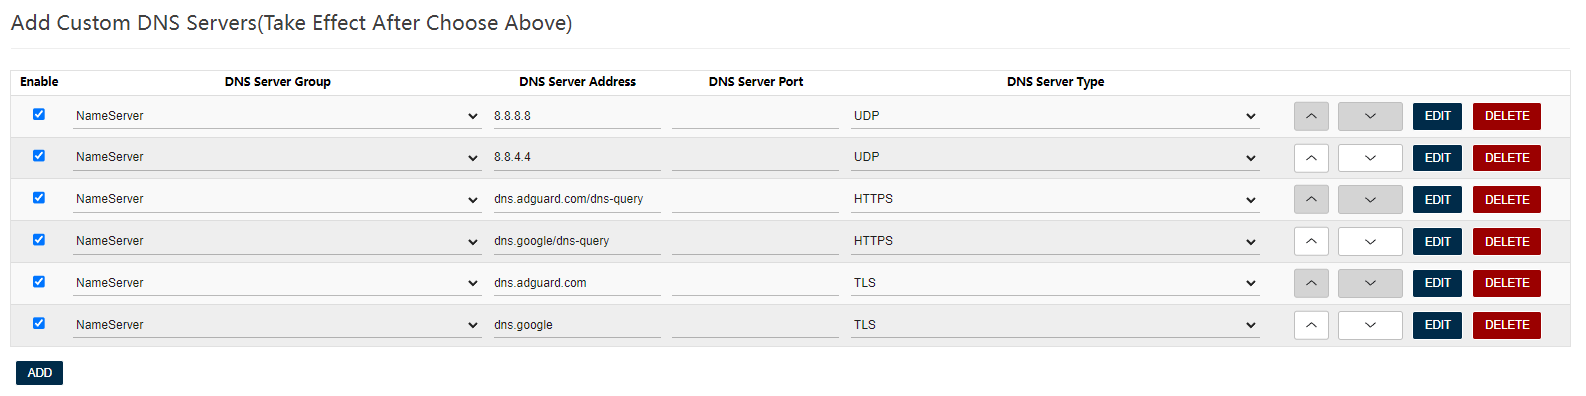 Add Custom DNS Servers(Take Effect After Choose Above)
Enable DNS Server Group DNS Server Address DNS Server Port DNS Server Type
NameServer 8.8.8.8 UDP EDIT DELETE
NameServer 8.8.4.4 UDP EDIT DELETE
NameServer dns.adguard.com/dns-query HTTPS EDIT DELETE
NameServer dns.google/dns-query HTTPS EDIT DELETE
NameServer dns.adguard.com TLS EDIT DELETE
NameServer dns.google TLS EDIT DELETE
ADD